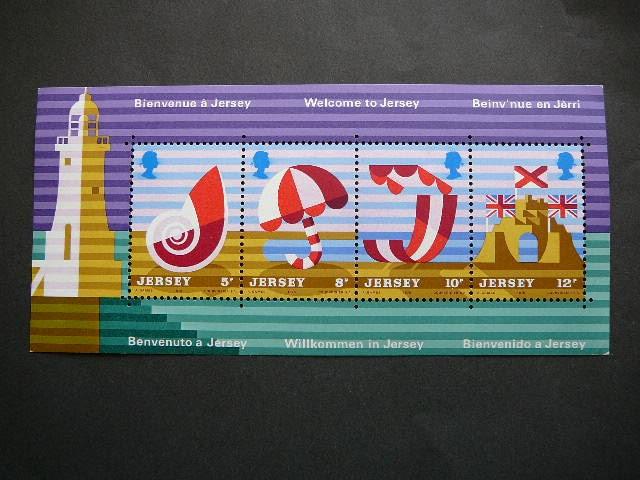 Bienvenue à Jersey
Welcome to Jersey
Beinv'nue en Jèrri
JERSEY 5P
JERSEY 8P
JERSEY 10P
JERSEY 12P
Benvenuto a Jersey
Willkommen in Jersey
Bienvenido a Jersey